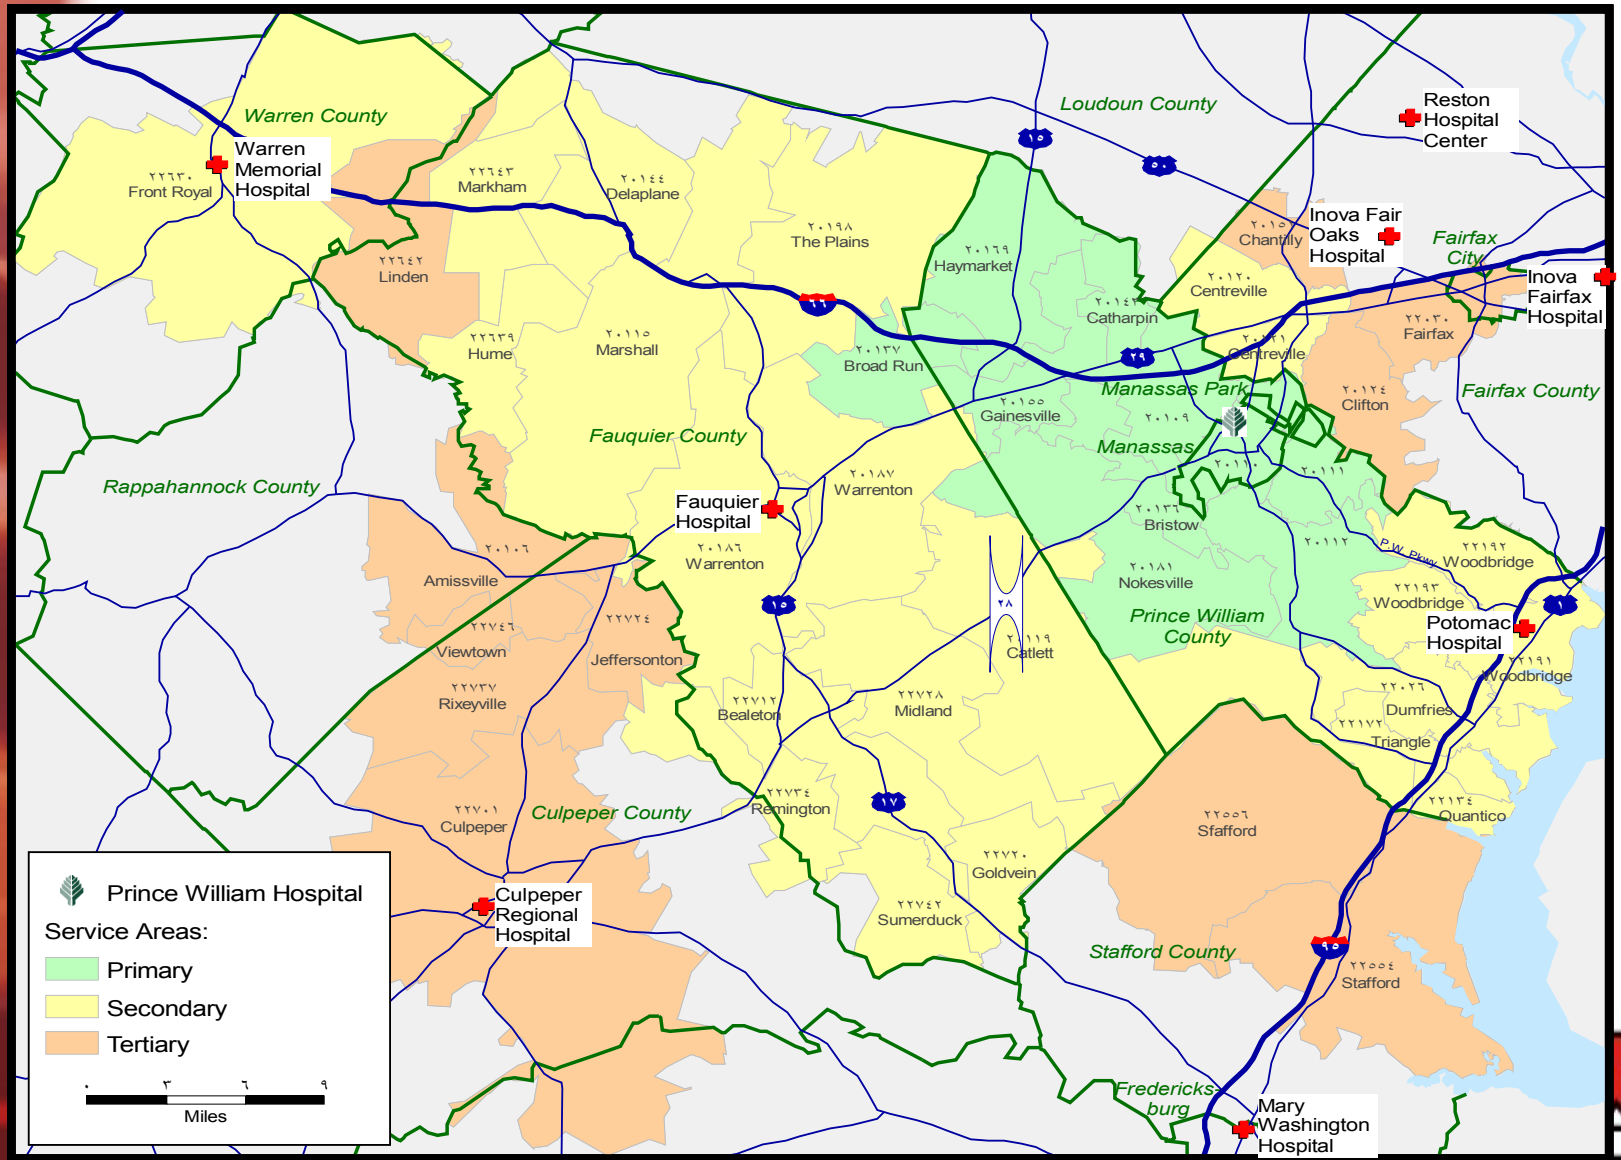 Loudoun County
Reston
Hospital
Center
Warren County
Warren
Memorial
Hospital
٢٢٦٣٠
Front Royal
٢٢٦٤٣
Markham
٢٠١٤٤
Delaplane
١٥
٥٠
٢٠١٩٨
The Plains
Chantilly
Inova Fair
Oaks
Hospital
Fairfax
City
٢٢٦٤٢
Linden
٢٠١٦٩
Haymarket
٢٠١٢٠
Centreville
Inova
Fairfax
Hospital
٦٦
Catharpin
٢٢٠٣٠
Fairfax
٢٢٦٣٩
Hume
٢٠١١٥
Marshall
٢٠١٣٧
Broad Run
٢٩
Centreville
Manassas Park
٢٠١٢٤
Clifton
Fairfax County
٢٠١٥٥
Gainesville
٢٠١٠٩
Manassas
Fauquier County
٢٠١١١
Rappahannock County
Fauquier
Hospital
٢٠١٨٧
Warrenton
٢٠١٣٦
Bristow
٢٠١١٢
P.W. Pkwy
٢٢١٩٢
Woodbridge
٢٠١٠٦
Amissville
٢٠١٨٦
Warrenton
٢٠١٨١
Nokesville
٢٢١٩٣
Woodbridge
١
١٥
٢٨
Prince William
County
Potomac
Hospital
٢٢٧٤٦
Viewtown
٢٢٧٢٤
Jeffersonton
٢٠١١٩
Catlett
٢٢١٩١
Woodbridge
٢٢٧٣٧
Rixeyville
٢٢٧١٢
Bealeton
٢٢٧٢٨
Midland
٢٢٠٢٦
Dumfries
٢٢١٧٢
Triangle
٢٢٧٠١
Culpeper
Culpeper County
٢٢٧٣٤
Remington
١٧
٢٢٥٥٦
Sfafford
٢٢١٣٤
Quantico
٢٢٧٢٠
Goldvein
٢٢٧٤٢
Sumerduck
Culpeper
Regional
Hospital
Stafford County
٩٥
٢٢٥٥٤
Stafford
Fredericks-
burg
Mary
Washington
Hospital
Prince William Hospital
Service Areas:
Primary
Secondary
Tertiary
٠ ٣ ٦ ٩
Miles